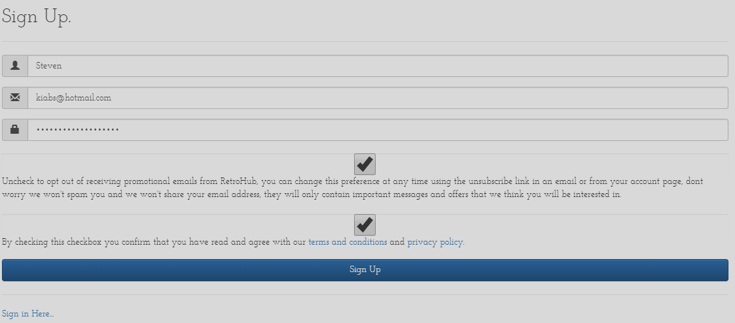 Sign Up.
Steven
kiabs@hotmail.com
Uncheck to opt out of receiving promotional emails from RetroHub, you can change this preference at any time using the unsubscribe link in an email or from your account page, dont
worry we won't spam you and we won't share your email address, they will only contain important messages and offers that we think you will be interested in.
By checking this checkbox you confirm that you have read and agree with our terms and conditions and privacy policy.
Sign Up
Sign in Here...